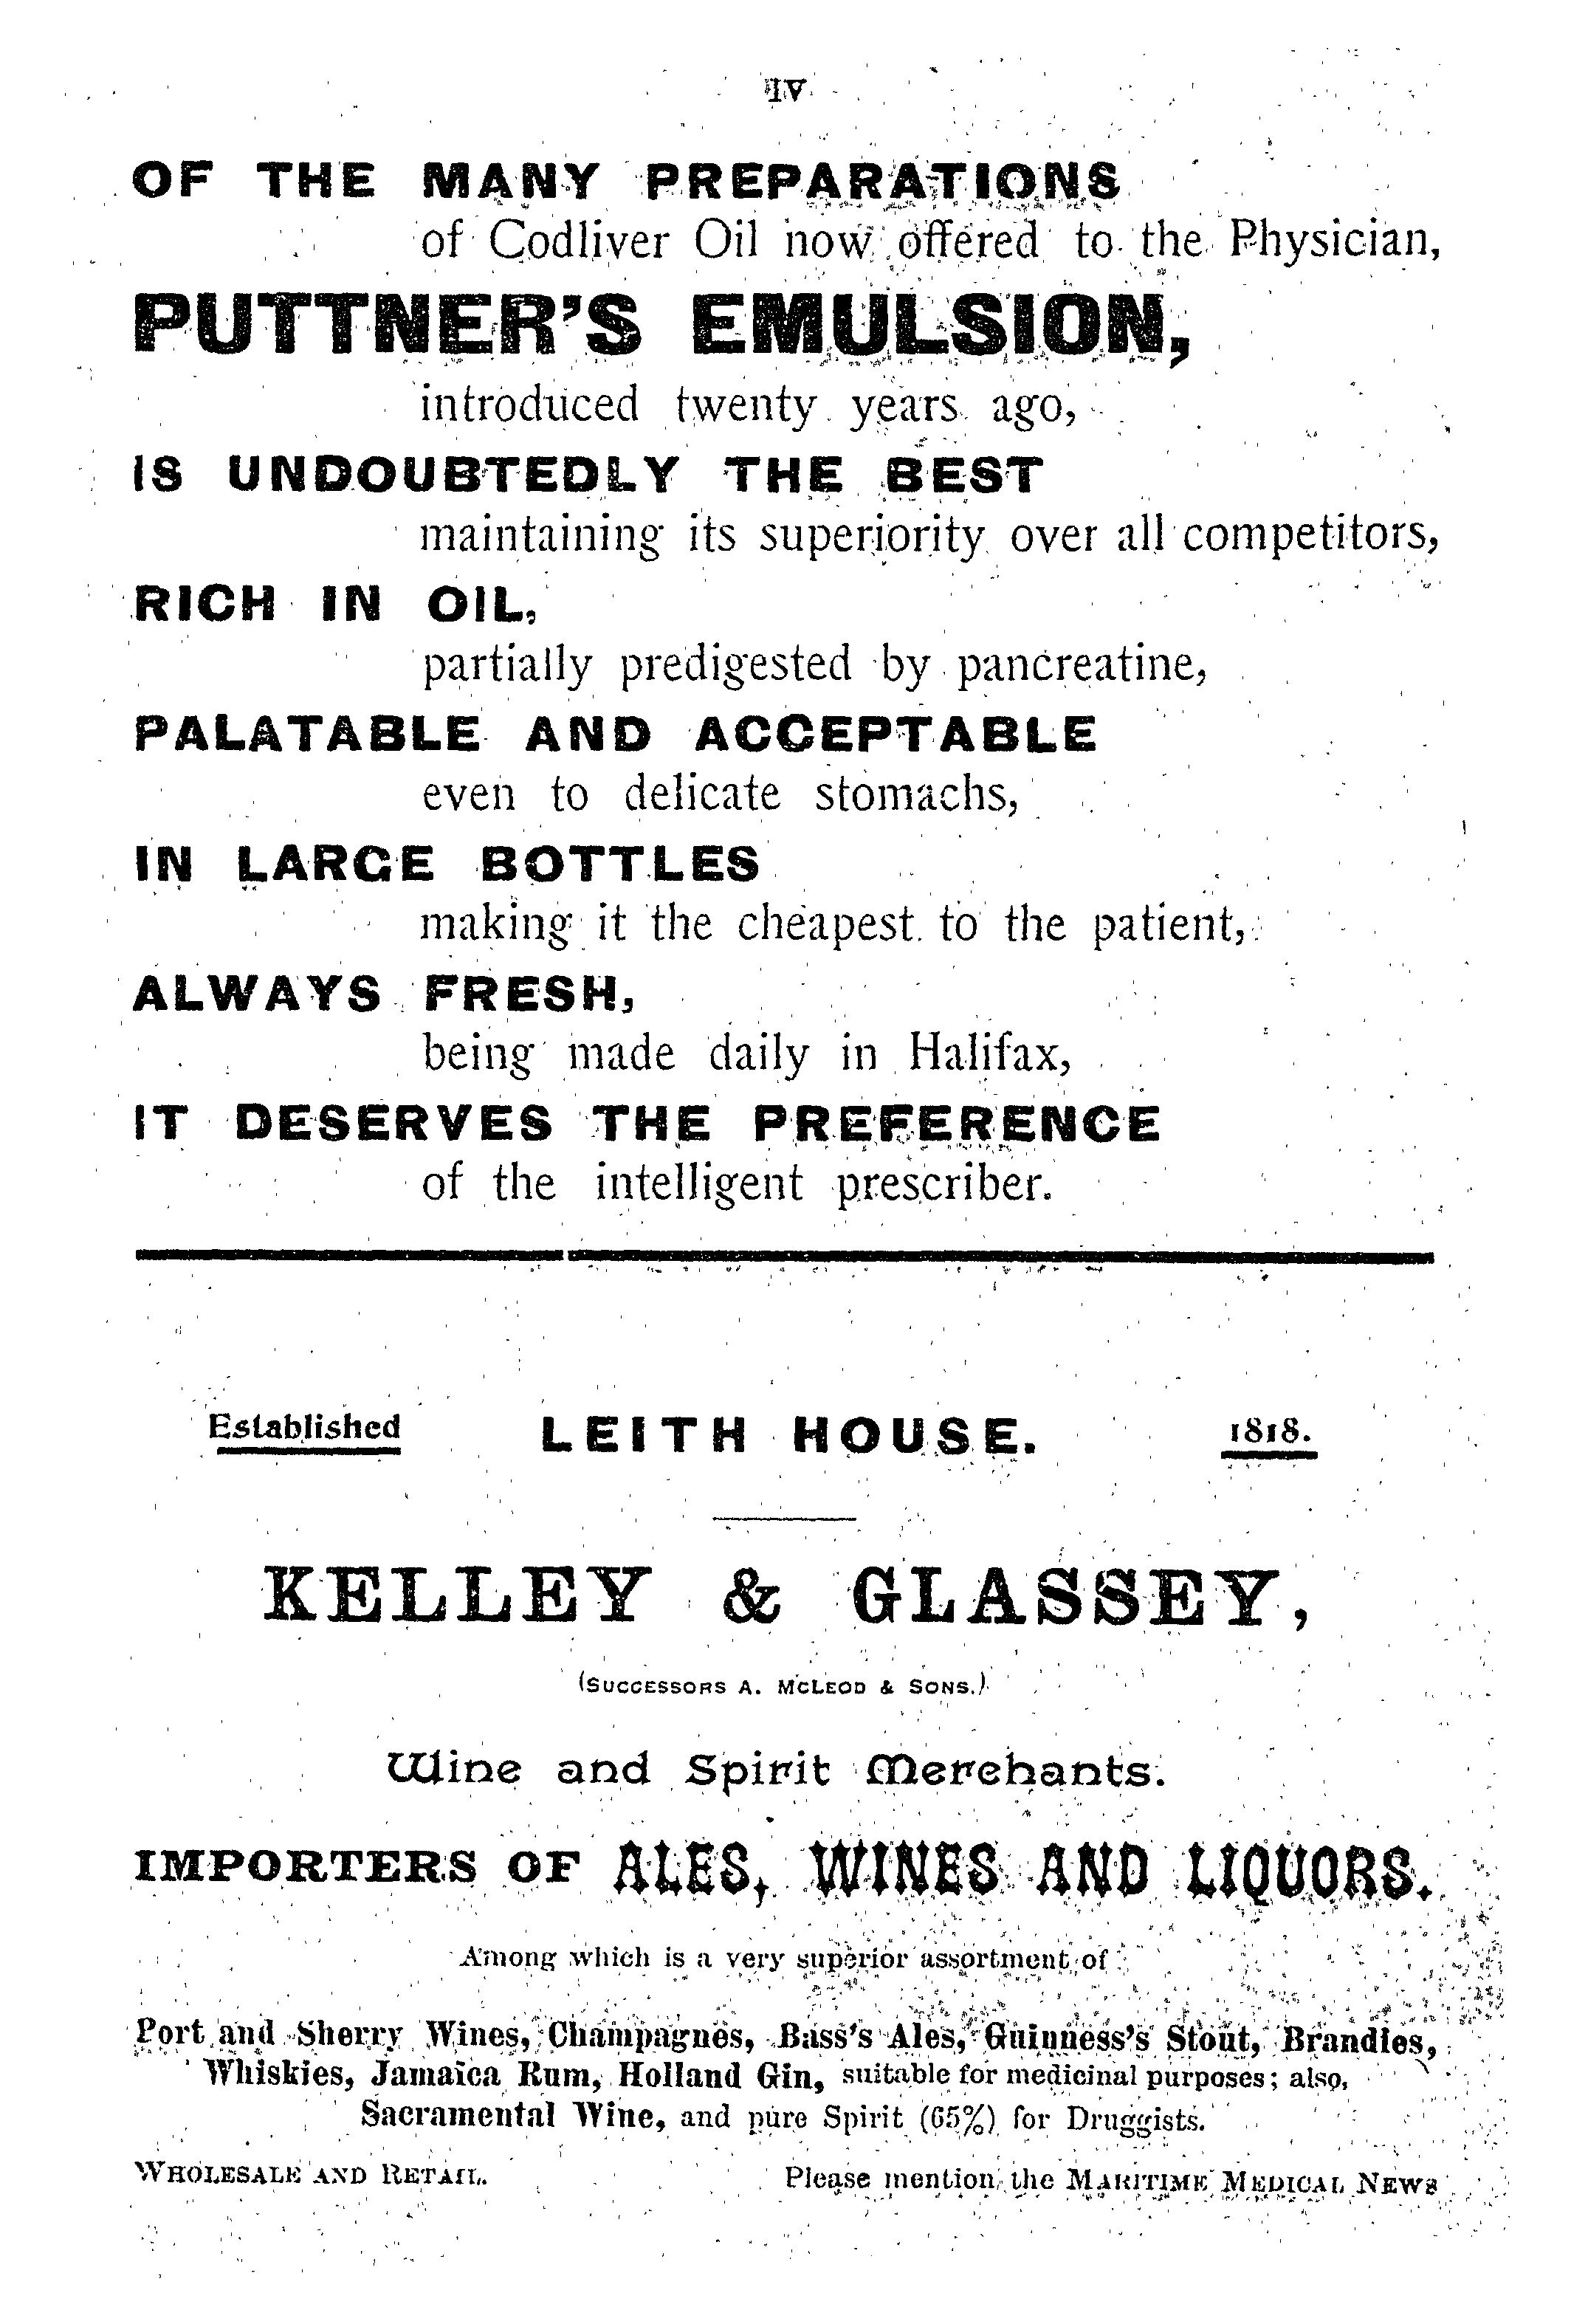 IV
OF THE MANY PREPARATIONS
of Codliver Oil now offered to the Physician,
PUTTNER'S EMULSION,
introduced twenty years ago,
IS UNDOUBTEDLY THE BEST
maintaining its superiority over all competitors,
RICH IN OIL,
partially predigested by pancreatine,
PALATABLE AND ACCEPTABLE
even to delicate stomachs,
IN LARGE BOTTLES
making it the cheapest to the patient,
ALWAYS FRESH,
being made daily in Halifax,
IT DESERVES THE PREFERENCE
of the intelligent prescriber.
Established LEITH HOUSE. 1818.
KELLEY & GLASSEY,
(SUCCESSORS A. MCLEOD & SONS.)
Wine and Spirit Merchants.
IMPORTERS OF ALES, WINES AND LIQUORS.
Among which is a very superior assortment of
Port and Sherry Wines, Champagnes, Bass's Ales, Guinness's Stout, Brandies,
Whiskies, Jamaica Rum, Holland Gin, suitable for medicinal purposes; also,
Sacramental Wine, and pure Spirit (65%) for Druggists.
WHOLESALE AND RETAIL. Please mention the MARITIME MEDICAL NEWS